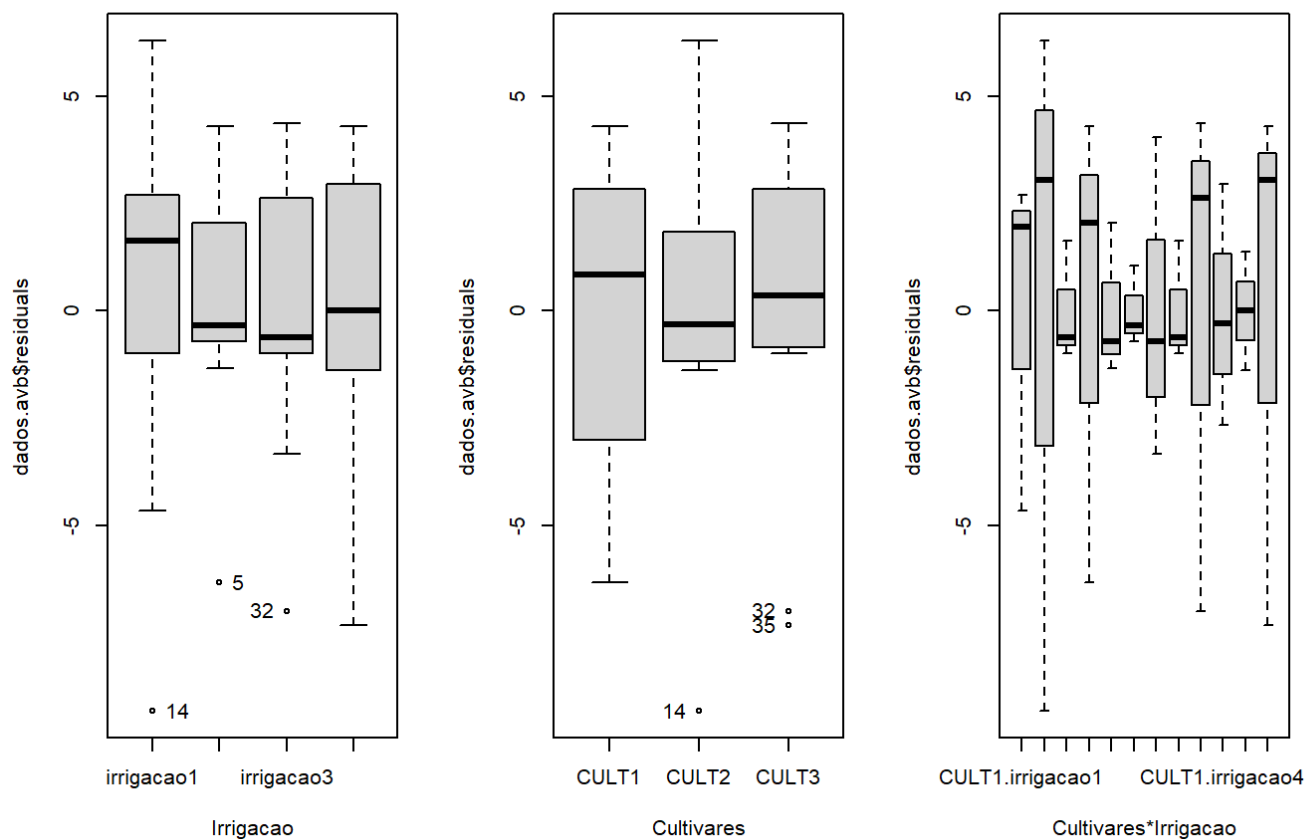 dados.avb$residuals
5
0
-5
5
32
14
irrigacao1 irrigacao3
Irrigacao
dados.avb$residuals
5
0
-5
32
35
14
CULT1 CULT2 CULT3
Cultivares
dados.avb$residuals
5
0
-5
CULT1.irrigacao1 CULT1.irrigacao4
Cultivares*Irrigacao